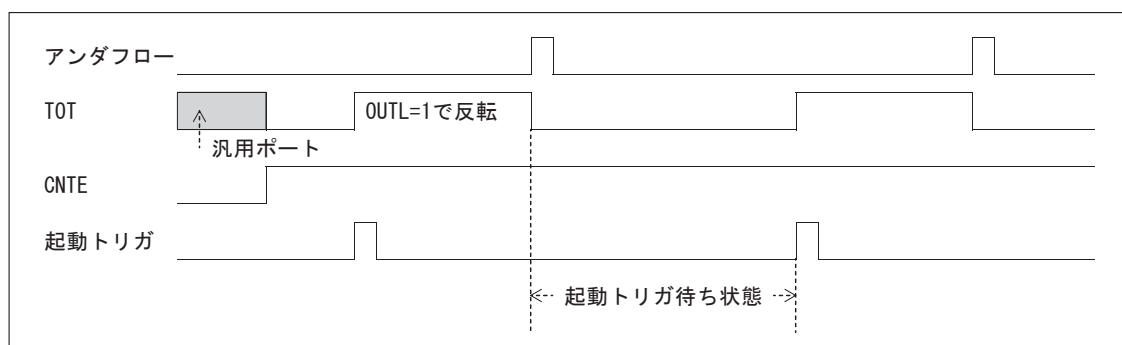 アンダフロー
TOT
OUTL=1で反転
汎用ポート
CNTE
起動トリガ
起動トリガ待ち状態